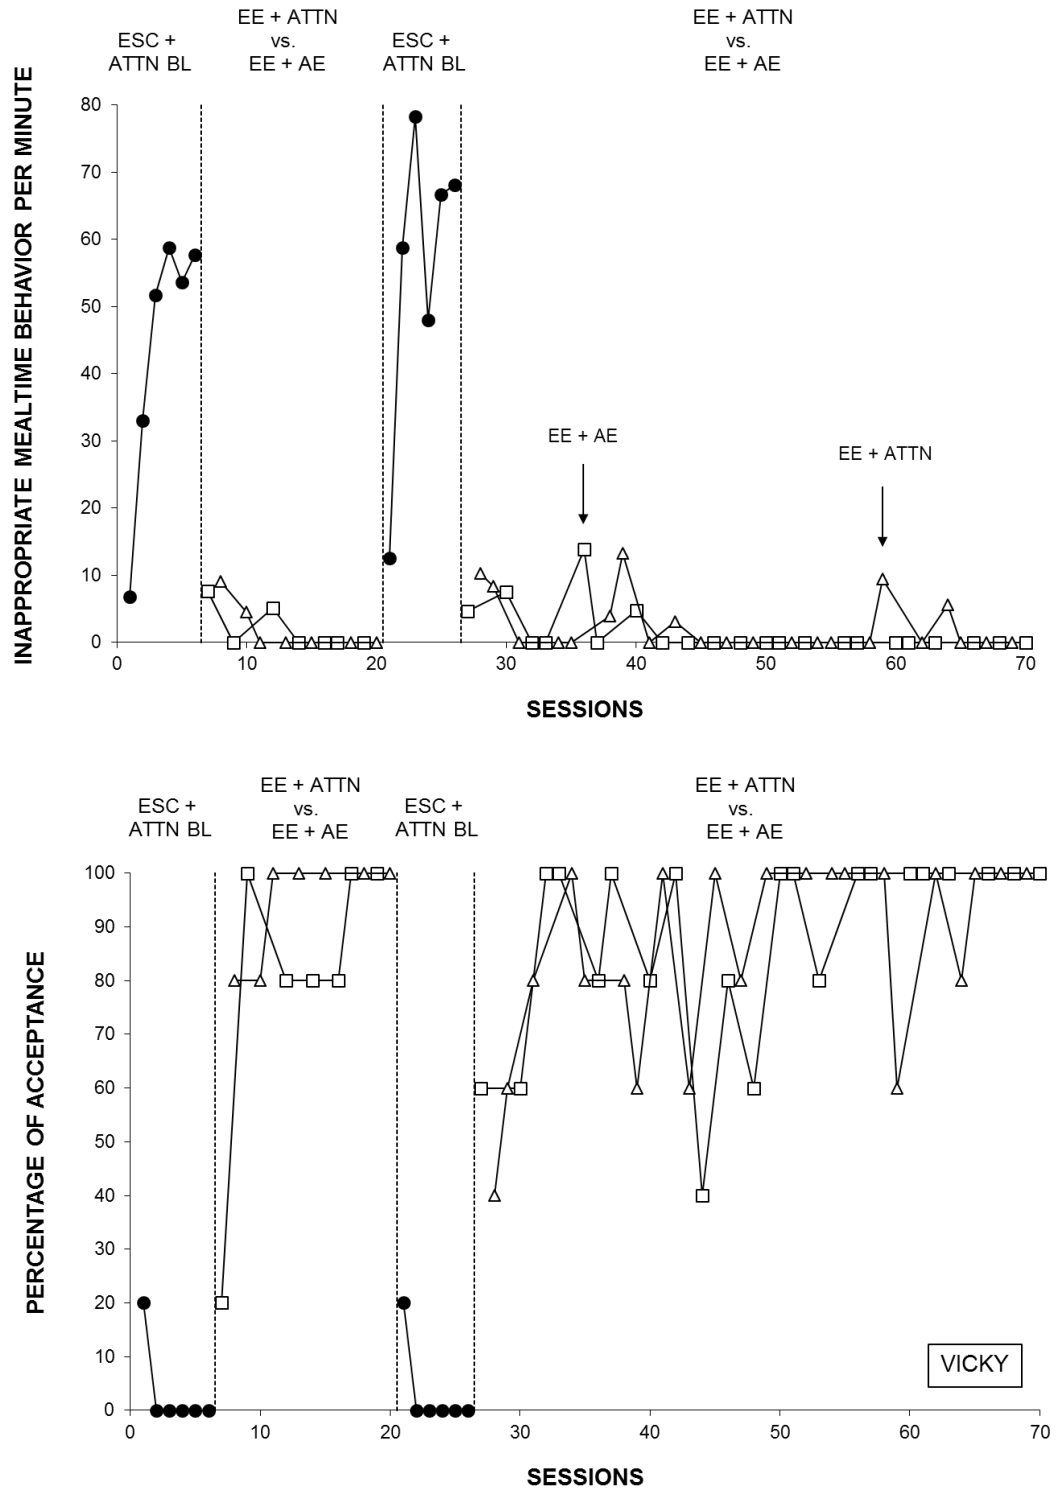 ESC +
ATTN BL
EE + ATTN
vs.
EE + AE
ESC +
ATTN BL
EE + ATTN
vs.
EE + AE
INAPPROPRIATE MEALTIME BEHAVIOR PER MINUTE
80
70
60
50
40
30
20
10
0
EE + AE
EE + ATTN
0 10 20 30 40 50 60 70
SESSIONS
ESC +
ATTN BL
EE + ATTN
vs.
EE + AE
ESC +
ATTN BL
EE + ATTN
vs.
EE + AE
PERCENTAGE OF ACCEPTANCE
100
90
80
70
60
50
40
30
20
10
0
VICKY
0 10 20 30 40 50 60 70
SESSIONS